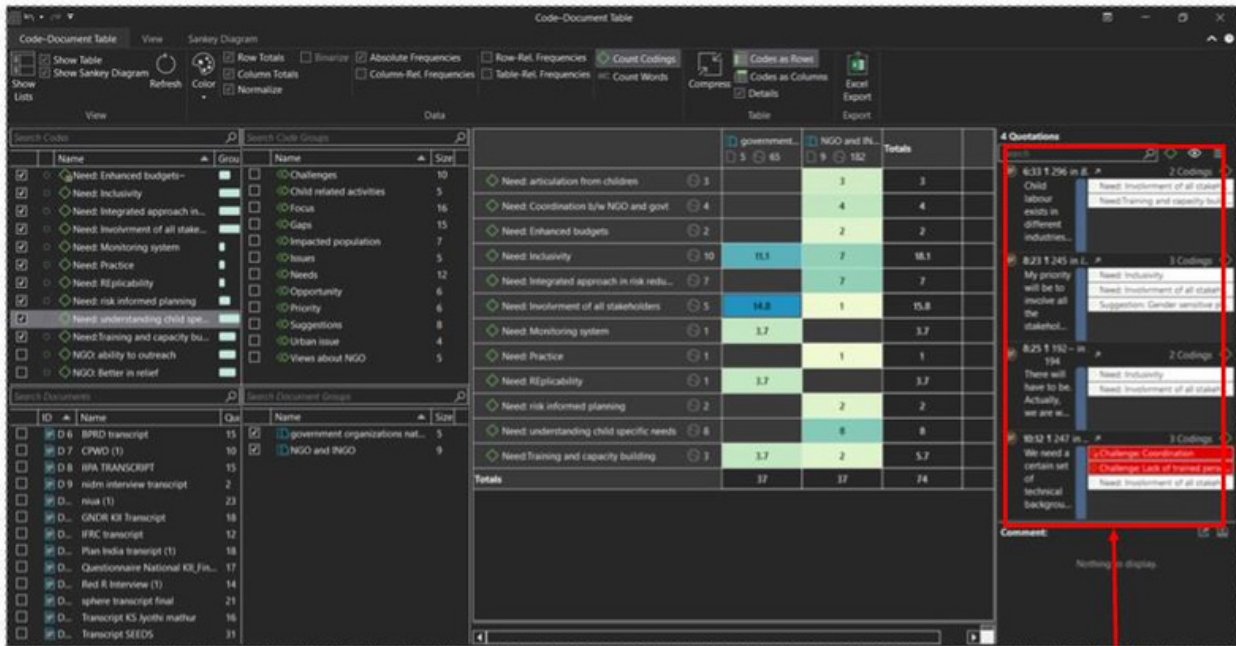 Code-Document Table
Code-Document Table View Sankey Diagram
Show Lists
Show Table
Show Sankey Diagram
Refresh
View
Color
Row Totals
Column Totals
Normalize
Binarize
Absolute Frequencies
Column-Rel. Frequencies
Row-Rel. Frequencies
Table-Rel. Frequencies
Count Codings
Count Words
Data
Compress
Codes as Rows
Codes as Columns
Details
Table
Excel Export
Export
Search Codes
Name Grou
Need: Enhanced budgets~
Need: Inclusivity
Need: Integrated approach in...
Need: Involvment of all stake...
Need: Monitoring system
Need: Practice
Need: REplicability
Need: risk informed planning
Need: understanding child spe...
Need:Training and capacity bu...
NGO: ability to outreach
NGO: Better in relief
Search Code Groups
Name Size
Challenges 10
Child related activities 5
Focus 16
Gaps 15
Impacted population 7
Issues 5
Needs 12
Opportunity 6
Priority 6
Suggestions 8
Urban issue 4
Views about NGO 5
Search Documents
ID Name Qu
D 6 BPRD transcript 15
D 7 CPWO (1) 10
D 8 IIPA TRANSCRIPT 15
D 9 nidm interview transcript 2
D... niua (1) 23
D... GNDR KII Transcript 18
D... IFRC transcript 12
D... Plan India transript (1) 18
D... Questionnaire National KII_Fin... 17
D... Red R Interview (1) 14
D... sphere transcript final 21
D... Transcript KS Jyothi mathur 16
D... Transcript SEEDS 31
Search Document Groups
Name Size
government organizations nat... 5
NGO and INGO 9
government... NGO and IN... Totals
5 65 9 182
Need: articulation from children 3 3 3
Need: Coordination b/w NGO and govt 4 4 4
Need: Enhanced budgets 2 2 2
Need: Inclusivity 10 11.1 7 18.1
Need: Integrated approach in risk redu... 7 7 7
Need: Involvment of all stakeholders 5 14.8 1 15.8
Need: Monitoring system 1 3.7 3.7
Need: Practice 1 1 1
Need: REplicability 1 3.7 3.7
Need: risk informed planning 2 2 2
Need: understanding child specific needs 8 8 8
Need:Training and capacity building 3 3.7 2 5.7
Totals 37 37 74
4 Quotations
Search
6:33 ¶ 296 in 2 Codings
Child labour exists in different industries...
Need: Involvment of all stakeh...
Need:Training and capacity buil...
8:23 ¶ 245 in 3 Codings
My priority will be to involve all the stakehol...
Need: Inclusivity
Need: Involvment of all stakeh...
Suggestion: Gender sensitive
8:25 ¶ 192 – 194 in 2 Codings
There will have to be. Actually, we are w...
Need: Inclusivity
Need: Involvment of all stakeh...
10:12 ¶ 247 in ... 3 Codings
We need a certain set of technical backgrou...
Challenge: Coordination
Challenge: Lack of trained
Need: Involvment of all stakeh...
Comment:
Nothing to display.